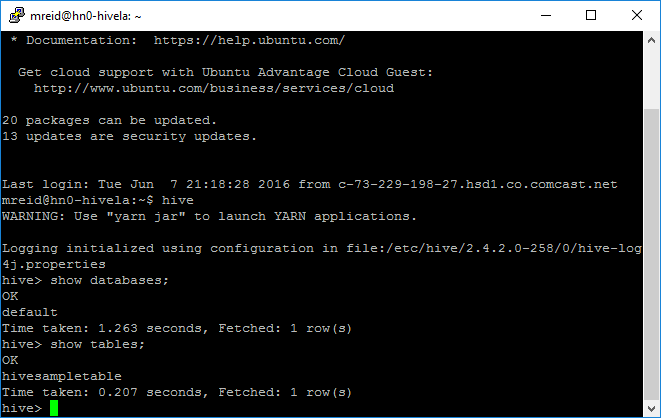 mreid@hn0-hivela: ~
* Documentation:  https://help.ubuntu.com/
Get cloud support with Ubuntu Advantage Cloud Guest:
http://www.ubuntu.com/business/services/cloud
20 packages can be updated.
13 updates are security updates.
Last login: Tue Jun  7 21:18:28 2016 from c-73-229-198-27.hsd1.co.comcast.net
mreid@hn0-hivela:~$ hive
WARNING: Use "yarn jar" to launch YARN applications.
Logging initialized using configuration in file:/etc/hive/2.4.2.0-258/0/hive-log
4j.properties
hive> show databases;
OK
default
Time taken: 1.263 seconds, Fetched: 1 row(s)
hive> show tables;
OK
hivesampletable
Time taken: 0.207 seconds, Fetched: 1 row(s)
hive>